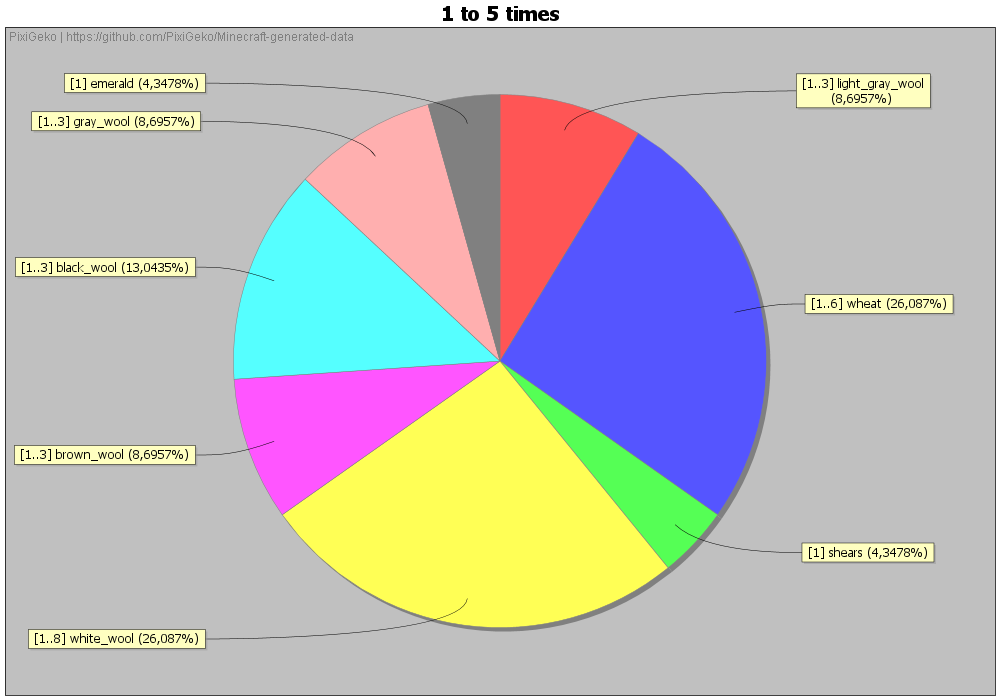 1 to 5 times
PixiGeko | https://github.com/PixiGeko/Minecraft-generated-data
[1] emerald (4,3478%)
[1..3] light_gray_wool
(8,6957%)
[1..3] gray_wool (8,6957%)
[1..3] black_wool (13,0435%)
[1..6] wheat (26,087%)
[1..3] brown_wool (8,6957%)
[1] shears (4,3478%)
[1..8] white_wool (26,087%)